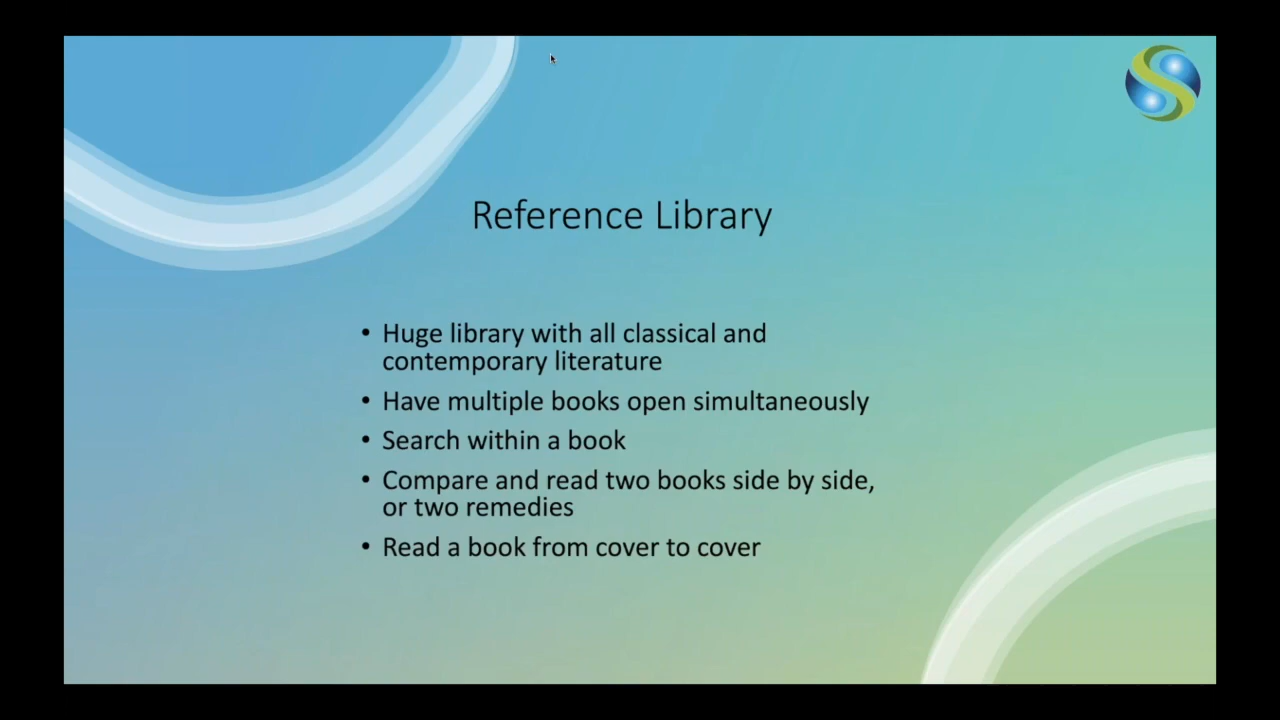 Reference Library
• Huge library with all classical and
contemporary literature
• Have multiple books open simultaneously
• Search within a book
• Compare and read two books side by side,
or two remedies
• Read a book from cover to cover